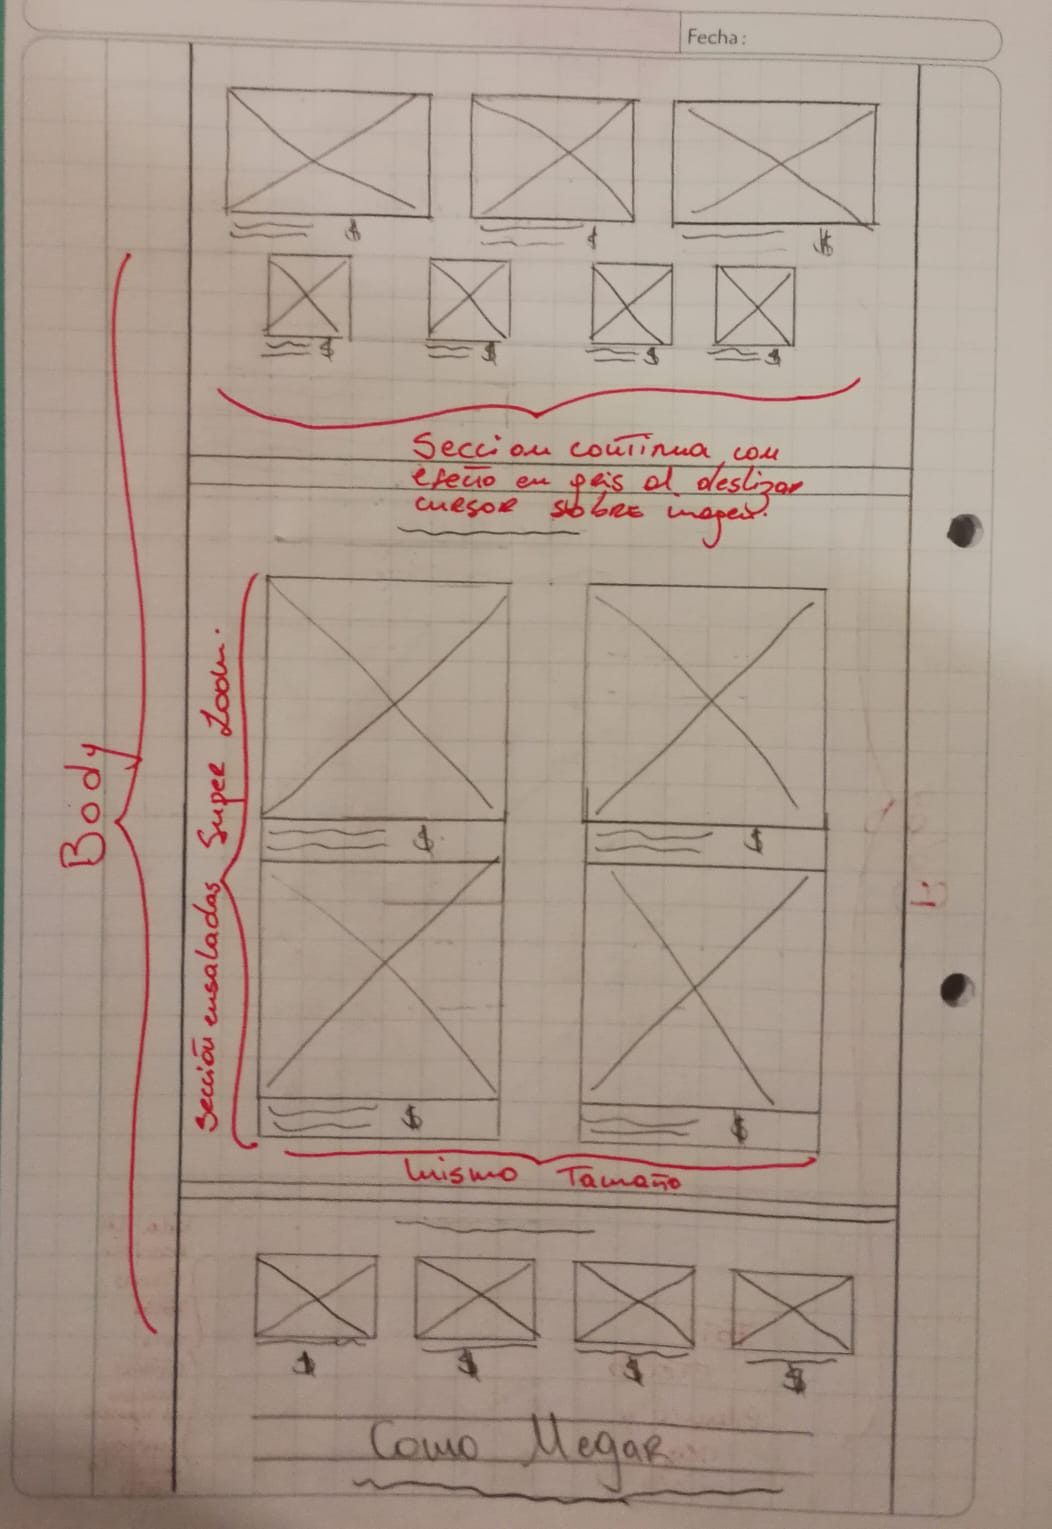 Fecha:
$ $ $
$ $ $ $
Seccion continua con
efecto en gris al deslizar
cursor sobre imagen.
Body
sección ensaladas Super Zoom.
$ $
$ $
mismo Tamaño
$ $ $ $
Como Megar